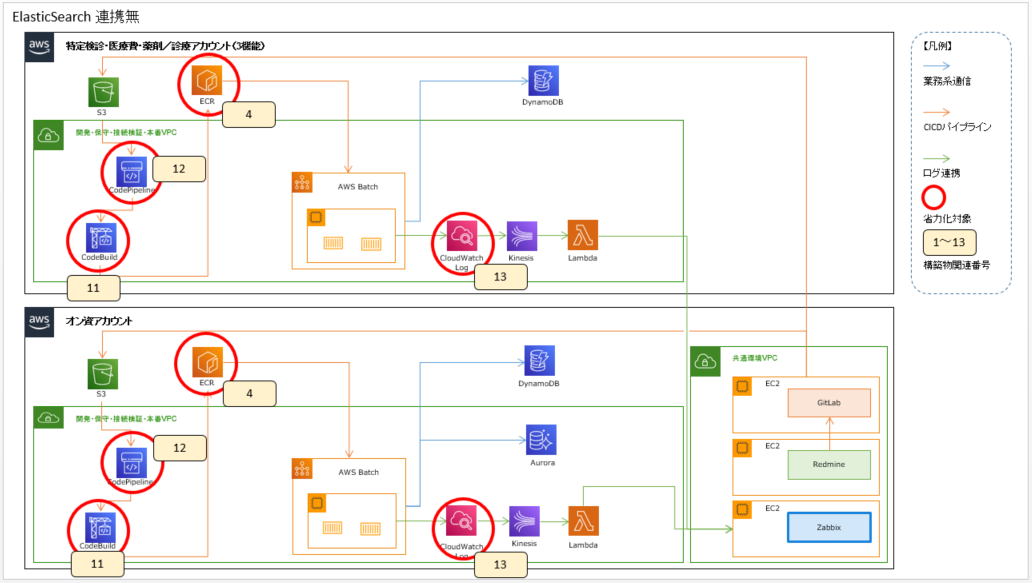 ElasticSearch 連携無
aws
特定検診・医療費・薬剤／診療アカウント(3機能)
S3
ECR
4
DynamoDB
開発・保守・接続検証・本番VPC
CodePipeline
12
AWS Batch
CodeBuild
11
CloudWatch
Log
13
Kinesis
Lambda
aws
オン資アカウント
S3
ECR
4
DynamoDB
開発・保守・接続検証・本番VPC
CodePipeline
12
AWS Batch
Aurora
CodeBuild
11
CloudWatch
Log
13
Kinesis
Lambda
共通環境VPC
EC2
GitLab
EC2
Redmine
EC2
Zabbix
【凡例】
業務系通信
CICDパイプライン
ログ連携
省力化対象
1～13
構築物関連番号